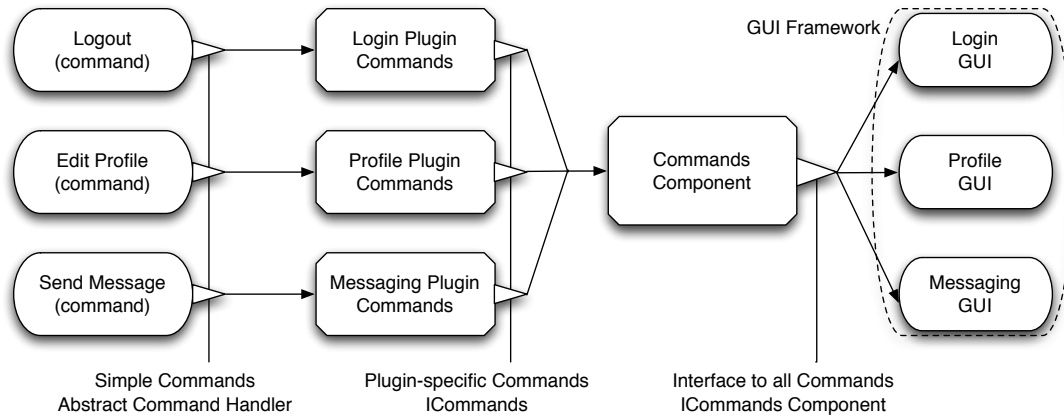 GUI Framework
Logout
(command)
Login Plugin
Commands
Login
GUI
Edit Profile
(command)
Profile Plugin
Commands
Commands
Component
Profile
GUI
Send Message
(command)
Messaging Plugin
Commands
Messaging
GUI
Simple Commands
Abstract Command Handler
Plugin-specific Commands
ICommands
Interface to all Commands
ICommands Component